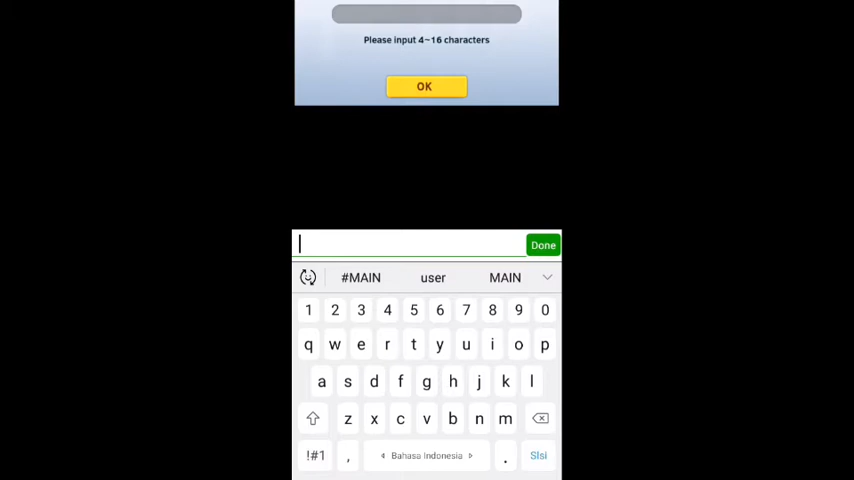 Please input 4~16 characters
OK
Done
#MAIN user MAIN
1 2 3 4 5 6 7 8 9 0
q w e r t y u i o p
a s d f g h j k l
z x c v b n m
!#1 , Bahasa Indonesia . Slsi